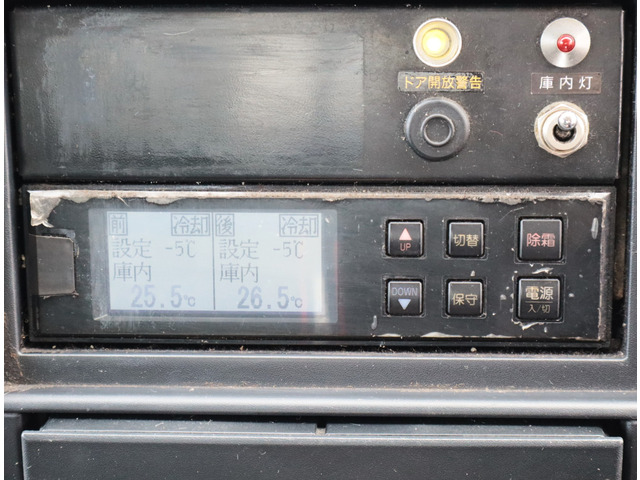 ドア開放警告
庫内灯
前 冷却 後 冷却
設定 -5℃ 設定 -5℃
庫内 庫内
25.5℃ 26.5℃
UP
切替
除霜
DOWN
保守
電源
入/切